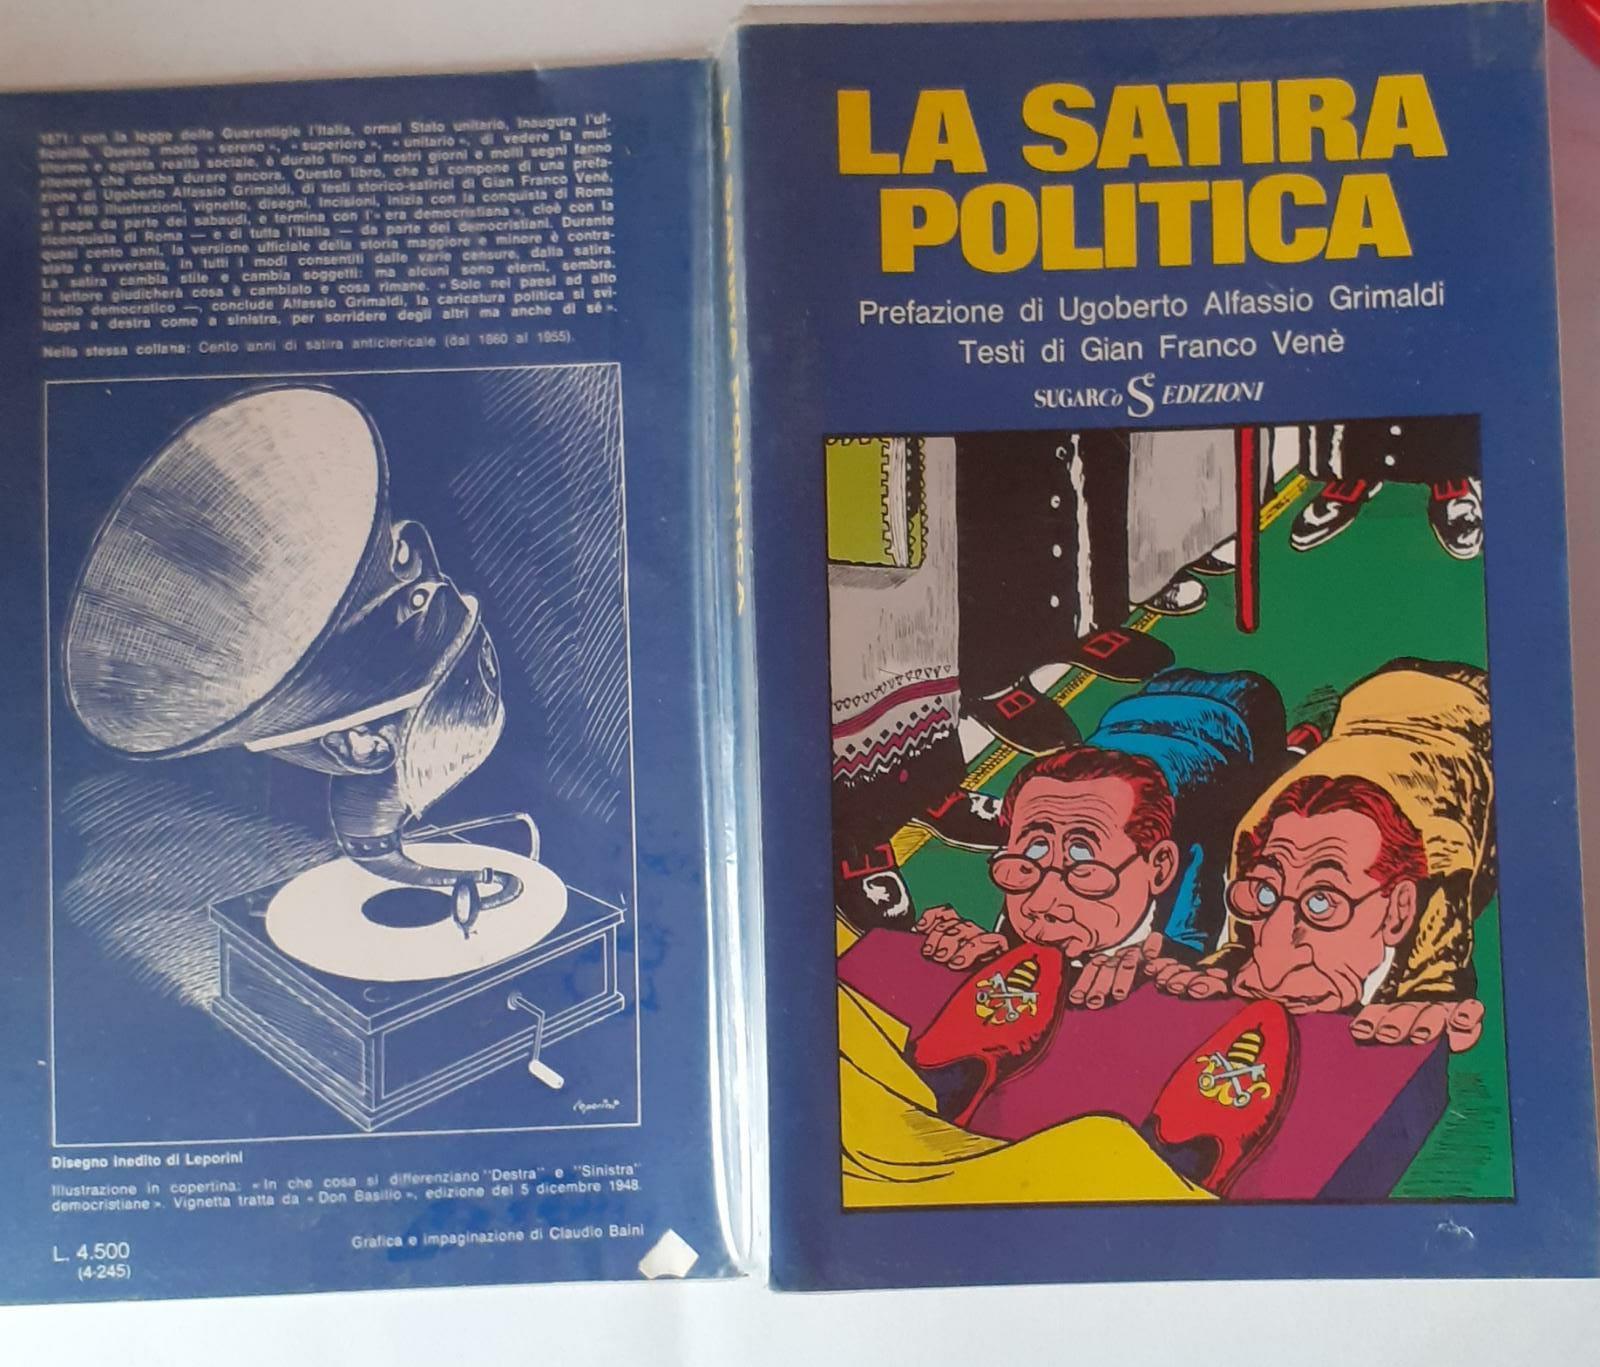 1871: con la legge delle Guarentigie l'Italia, ormai Stato unitario, inaugura l'uf-
ficialità. Questo modo « sereno », « superiore », « unitario », di vedere la mul-
tiforme e agitata realtà sociale, è durato fino ai nostri giorni e molti segni fanno
ritenere che debba durare ancora. Questo libro, che si compone di una prefa-
zione di Ugoberto Alfassio Grimaldi, di testi storico-satirici di Gian Franco Venè,
e di 160 illustrazioni, vignette, disegni, incisioni, inizia con la conquista di Roma
al papa da parte dei sabaudi, e termina con l'« era democristiana », cioè con la
riconquista di Roma — e di tutta l'Italia — da parte dei democristiani. Durante
quasi cento anni, la versione ufficiale della storia maggiore e minore è contra-
stata e avversata, in tutti i modi consentiti dalle varie censure, dalla satira.
La satira cambia stile e cambia soggetti: ma alcuni sono eterni, sembra.
Il lettore giudicherà cosa è cambiato e cosa rimane. « Solo nei paesi ad alto
livello democratico —, conclude Alfassio Grimaldi, la caricatura politica si svi-
luppa a destra come a sinistra, per sorridere degli altri ma anche di sé ».
Nella stessa collana: Cento anni di satira anticlericale (dal 1860 al 1955).
Leporini
Disegno inedito di Leporini
Illustrazione in copertina: « In che cosa si differenziano "Destra" e "Sinistra"
democristiane ». Vignetta tratta da « Don Basilio », edizione del 5 dicembre 1948.
Grafica e impaginazione di Claudio Baini
L. 4.500
(4-245)
LA SATIRA POLITICA
LA SATIRA
POLITICA
Prefazione di Ugoberto Alfassio Grimaldi
Testi di Gian Franco Venè
SUGARCo Se EDIZIONI